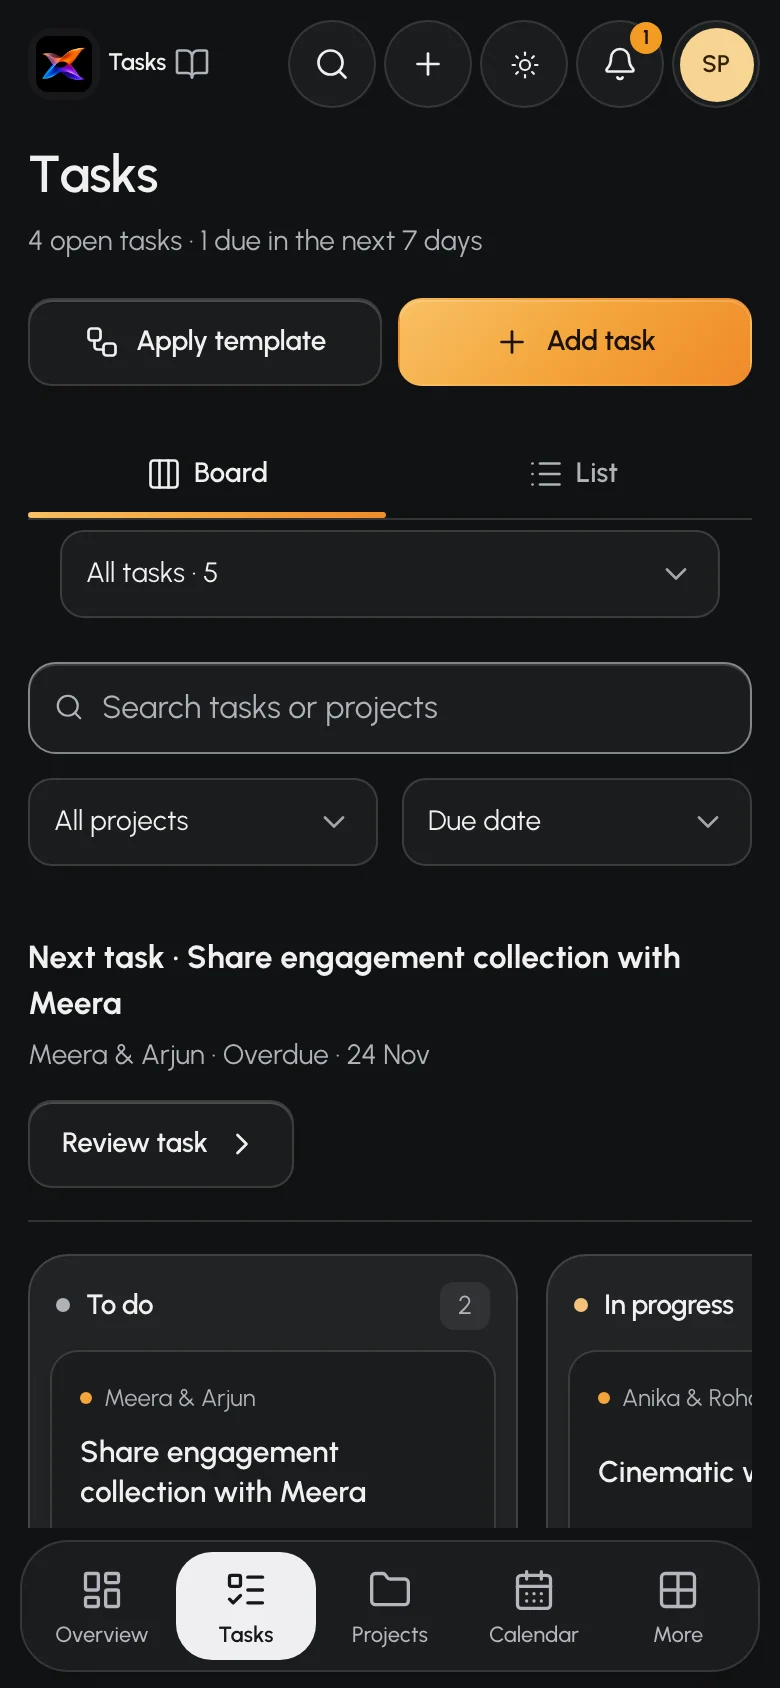 Tasks
1
SP
Tasks
4 open tasks · 1 due in the next 7 days
Apply template
Add task
Board
List
All tasks · 5
Search tasks or projects
All projects
Due date
Next task · Share engagement collection with
Meera
Meera & Arjun · Overdue · 24 Nov
Review task
To do
2
In progress
Meera & Arjun
Anika &
Share engagement
collection with Meera
Cinematic
Overview
Tasks
Projects
Calendar
More